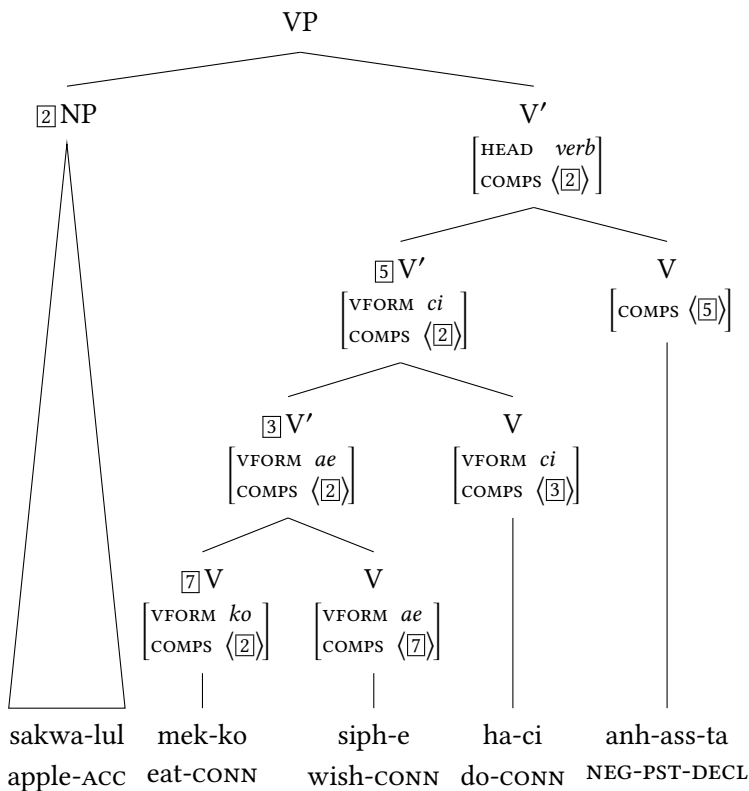 VP
[2]NP V′
[HEAD verb
COMPS ⟨[2]⟩]
[5]V′ V
[VFORM ci
COMPS ⟨[2]⟩] [COMPS ⟨[5]⟩]
[3]V′ V
[VFORM ae
COMPS ⟨[2]⟩] [VFORM ci
COMPS ⟨[3]⟩]
[7]V V
[VFORM ko
COMPS ⟨[2]⟩] [VFORM ae
COMPS ⟨[7]⟩]
sakwa-lul mek-ko siph-e ha-ci anh-ass-ta
apple-ACC eat-CONN wish-CONN do-CONN NEG-PST-DECL